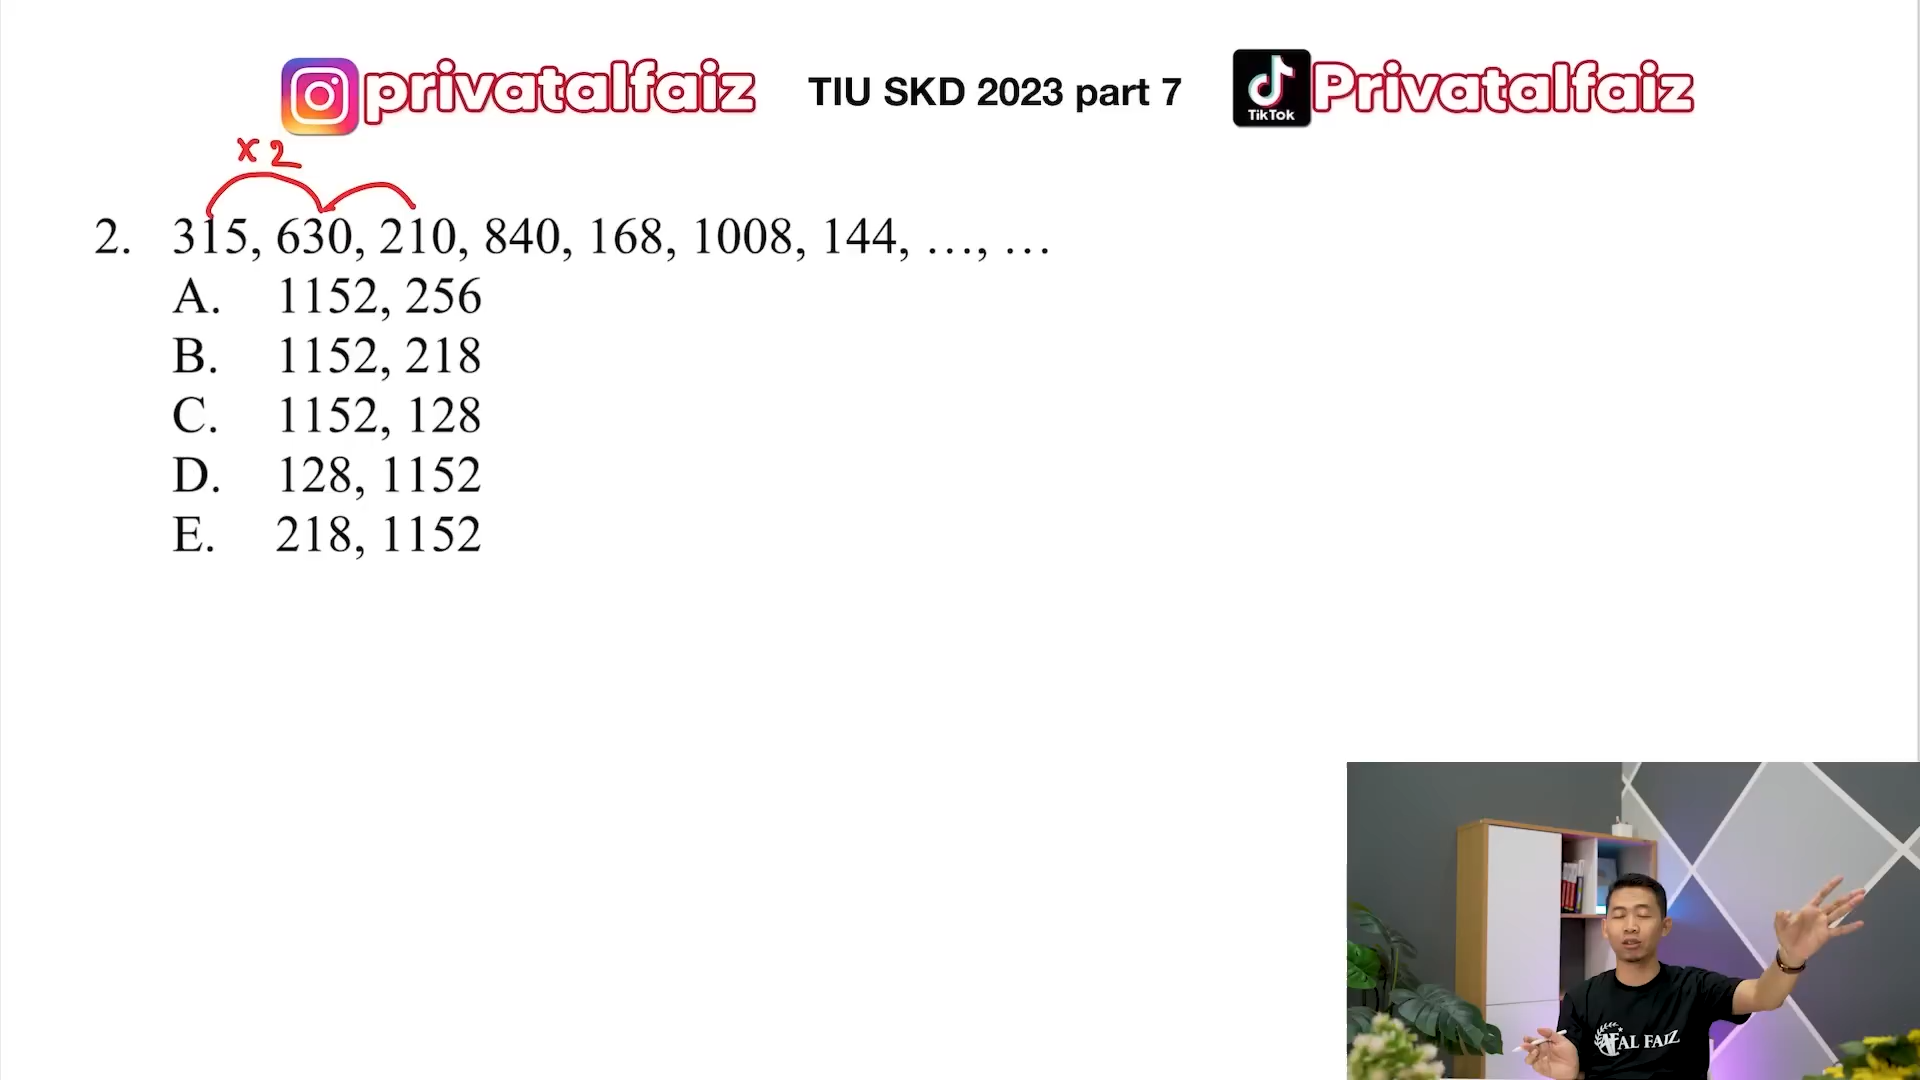 privatalfaiz TIU SKD 2023 part 7 TikTok Privatalfaiz
x 2
2. 315, 630, 210, 840, 168, 1008, 144, ..., ...
A. 1152, 256
B. 1152, 218
C. 1152, 128
D. 128, 1152
E. 218, 1152
AF AL FAIZ